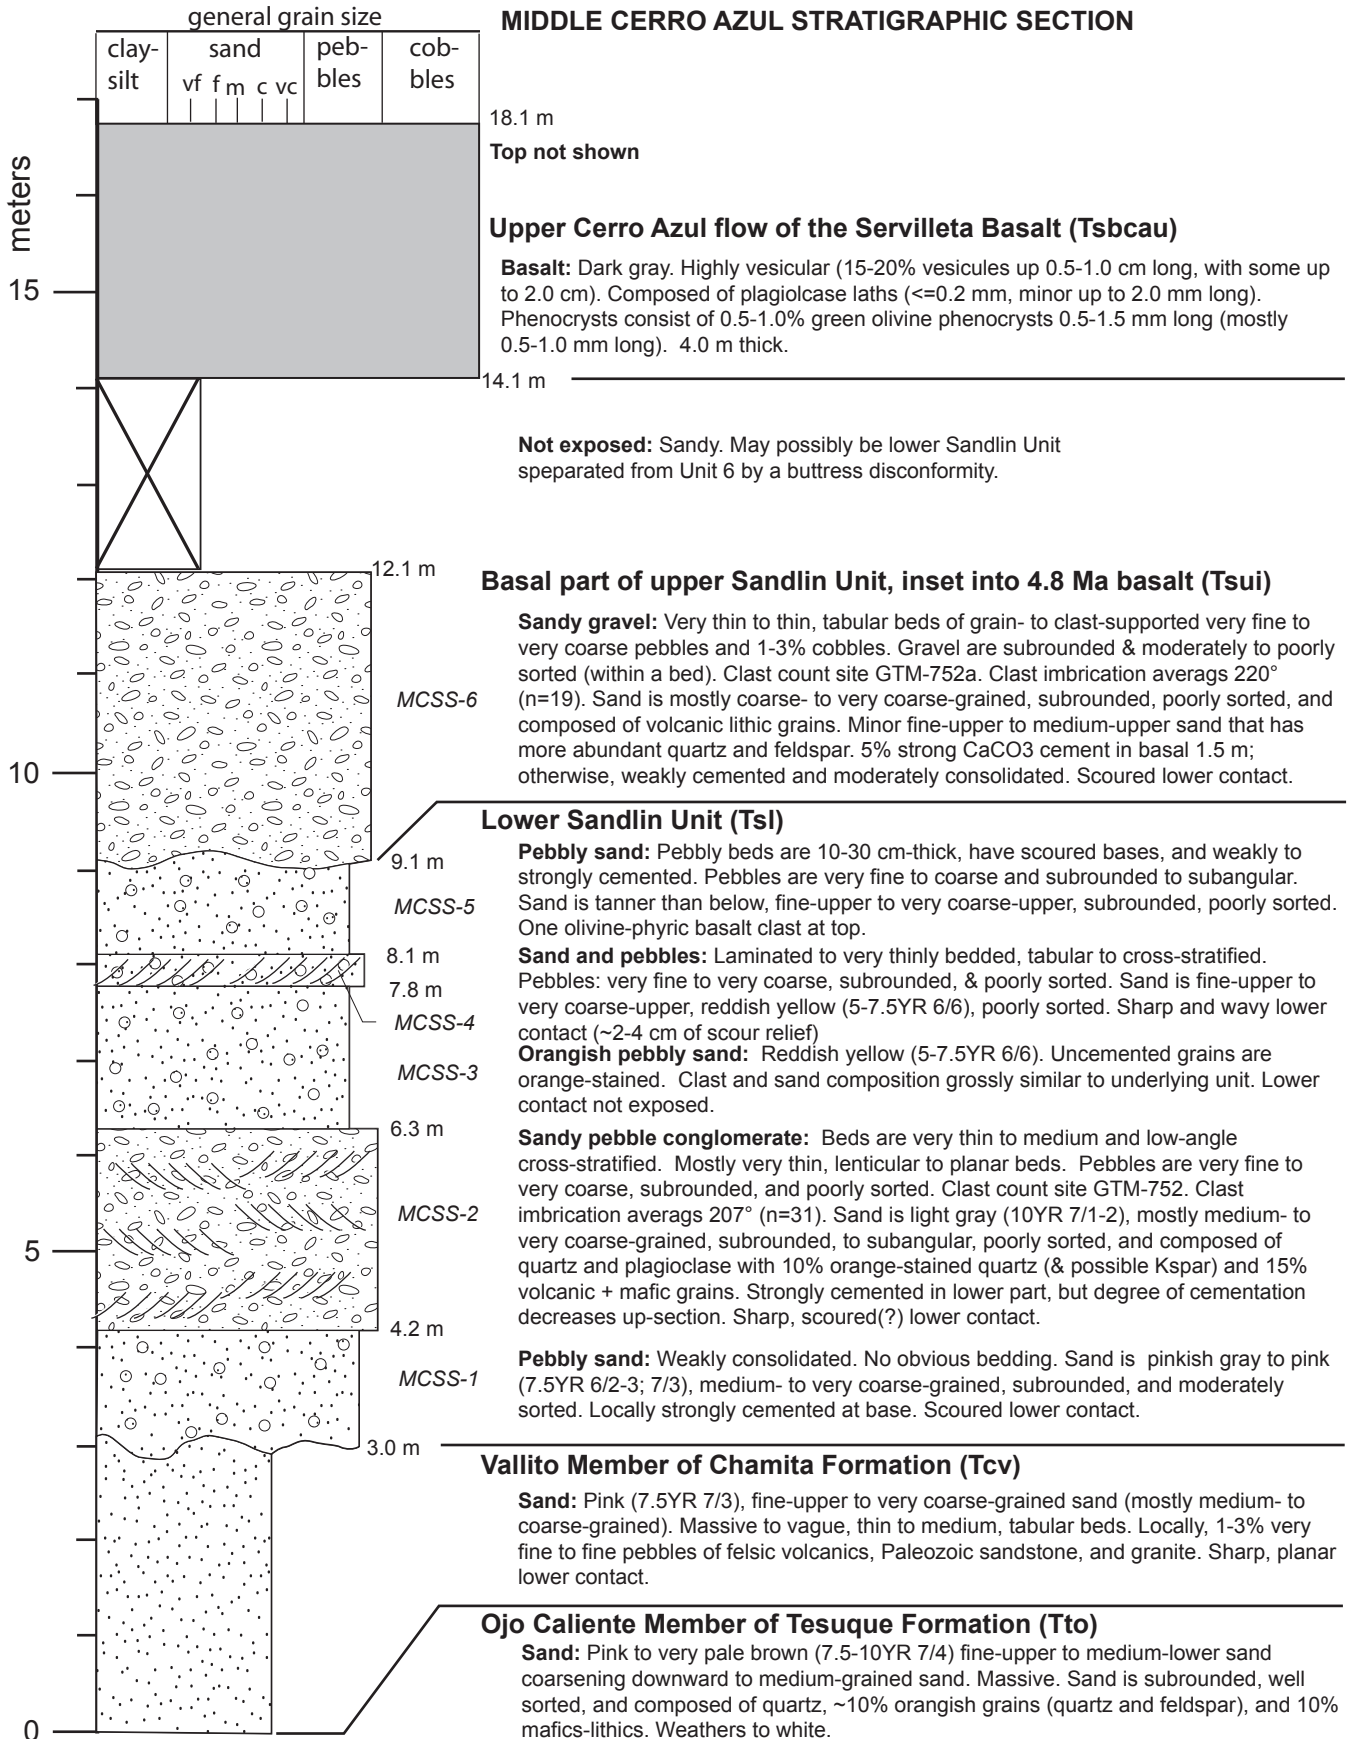 general grain size
MIDDLE CERRO AZUL STRATIGRAPHIC SECTION
clay-
silt
sand
vf f m c vc
peb-
bles
cob-
bles
meters
18.1 m
Top not shown
Upper Cerro Azul flow of the Servilleta Basalt (Tsbcau)
Basalt: Dark gray. Highly vesicular (15-20% vesicules up 0.5-1.0 cm long, with some up
to 2.0 cm). Composed of plagiolcase laths (<=0.2 mm, minor up to 2.0 mm long).
Phenocrysts consist of 0.5-1.0% green olivine phenocrysts 0.5-1.5 mm long (mostly
0.5-1.0 mm long).  4.0 m thick.
15
14.1 m
Not exposed: Sandy. May possibly be lower Sandlin Unit
speparated from Unit 6 by a buttress disconformity.
12.1 m
Basal part of upper Sandlin Unit, inset into 4.8 Ma basalt (Tsui)
Sandy gravel: Very thin to thin, tabular beds of grain- to clast-supported very fine to
very coarse pebbles and 1-3% cobbles. Gravel are subrounded & moderately to poorly
sorted (within a bed). Clast count site GTM-752a. Clast imbrication averags 220°
(n=19). Sand is mostly coarse- to very coarse-grained, subrounded, poorly sorted, and
composed of volcanic lithic grains. Minor fine-upper to medium-upper sand that has
more abundant quartz and feldspar. 5% strong CaCO3 cement in basal 1.5 m;
otherwise, weakly cemented and moderately consolidated. Scoured lower contact.
MCSS-6
10
9.1 m
Lower Sandlin Unit (Tsl)
Pebbly sand: Pebbly beds are 10-30 cm-thick, have scoured bases, and weakly to
strongly cemented. Pebbles are very fine to coarse and subrounded to subangular.
Sand is tanner than below, fine-upper to very coarse-upper, subrounded, poorly sorted.
One olivine-phyric basalt clast at top.
MCSS-5
8.1 m
Sand and pebbles: Laminated to very thinly bedded, tabular to cross-stratified.
Pebbles: very fine to very coarse, subrounded, & poorly sorted. Sand is fine-upper to
very coarse-upper, reddish yellow (5-7.5YR 6/6), poorly sorted. Sharp and wavy lower
contact (~2-4 cm of scour relief)
7.8 m
MCSS-4
Orangish pebbly sand:  Reddish yellow (5-7.5YR 6/6). Uncemented grains are
orange-stained.  Clast and sand composition grossly similar to underlying unit. Lower
contact not exposed.
MCSS-3
6.3 m
Sandy pebble conglomerate:  Beds are very thin to medium and low-angle
cross-stratified.  Mostly very thin, lenticular to planar beds.  Pebbles are very fine to
very coarse, subrounded, and poorly sorted. Clast count site GTM-752. Clast
imbrication averags 207° (n=31). Sand is light gray (10YR 7/1-2), mostly medium- to
very coarse-grained, subrounded, to subangular, poorly sorted, and composed of
quartz and plagioclase with 10% orange-stained quartz (& possible Kspar) and 15%
volcanic + mafic grains. Strongly cemented in lower part, but degree of cementation
decreases up-section. Sharp, scoured(?) lower contact.
MCSS-2
5
4.2 m
Pebbly sand: Weakly consolidated. No obvious bedding. Sand is  pinkish gray to pink
(7.5YR 6/2-3; 7/3), medium- to very coarse-grained, subrounded, and moderately
sorted. Locally strongly cemented at base. Scoured lower contact.
MCSS-1
3.0 m
Vallito Member of Chamita Formation (Tcv)
Sand: Pink (7.5YR 7/3), fine-upper to very coarse-grained sand (mostly medium- to
coarse-grained). Massive to vague, thin to medium, tabular beds. Locally, 1-3% very
fine to fine pebbles of felsic volcanics, Paleozoic sandstone, and granite. Sharp, planar
lower contact.
Ojo Caliente Member of Tesuque Formation (Tto)
Sand: Pink to very pale brown (7.5-10YR 7/4) fine-upper to medium-lower sand
coarsening downward to medium-grained sand. Massive. Sand is subrounded, well
sorted, and composed of quartz, ~10% orangish grains (quartz and feldspar), and 10%
mafics-lithics. Weathers to white.
0